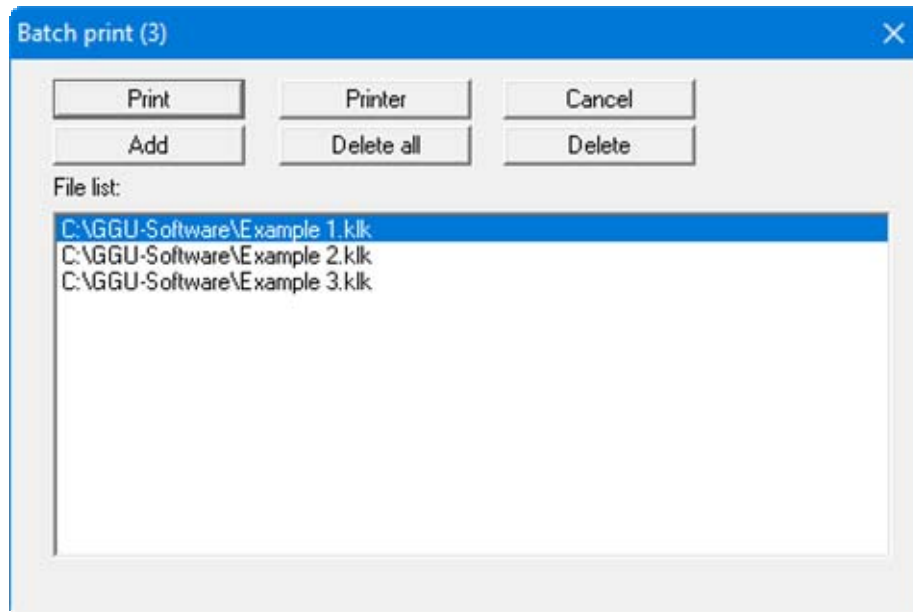 Batch print (3)
Print Printer Cancel
Add Delete all Delete
File list:
C:\GGU-Software\Example 1.klk
C:\GGU-Software\Example 2.klk
C:\GGU-Software\Example 3.klk